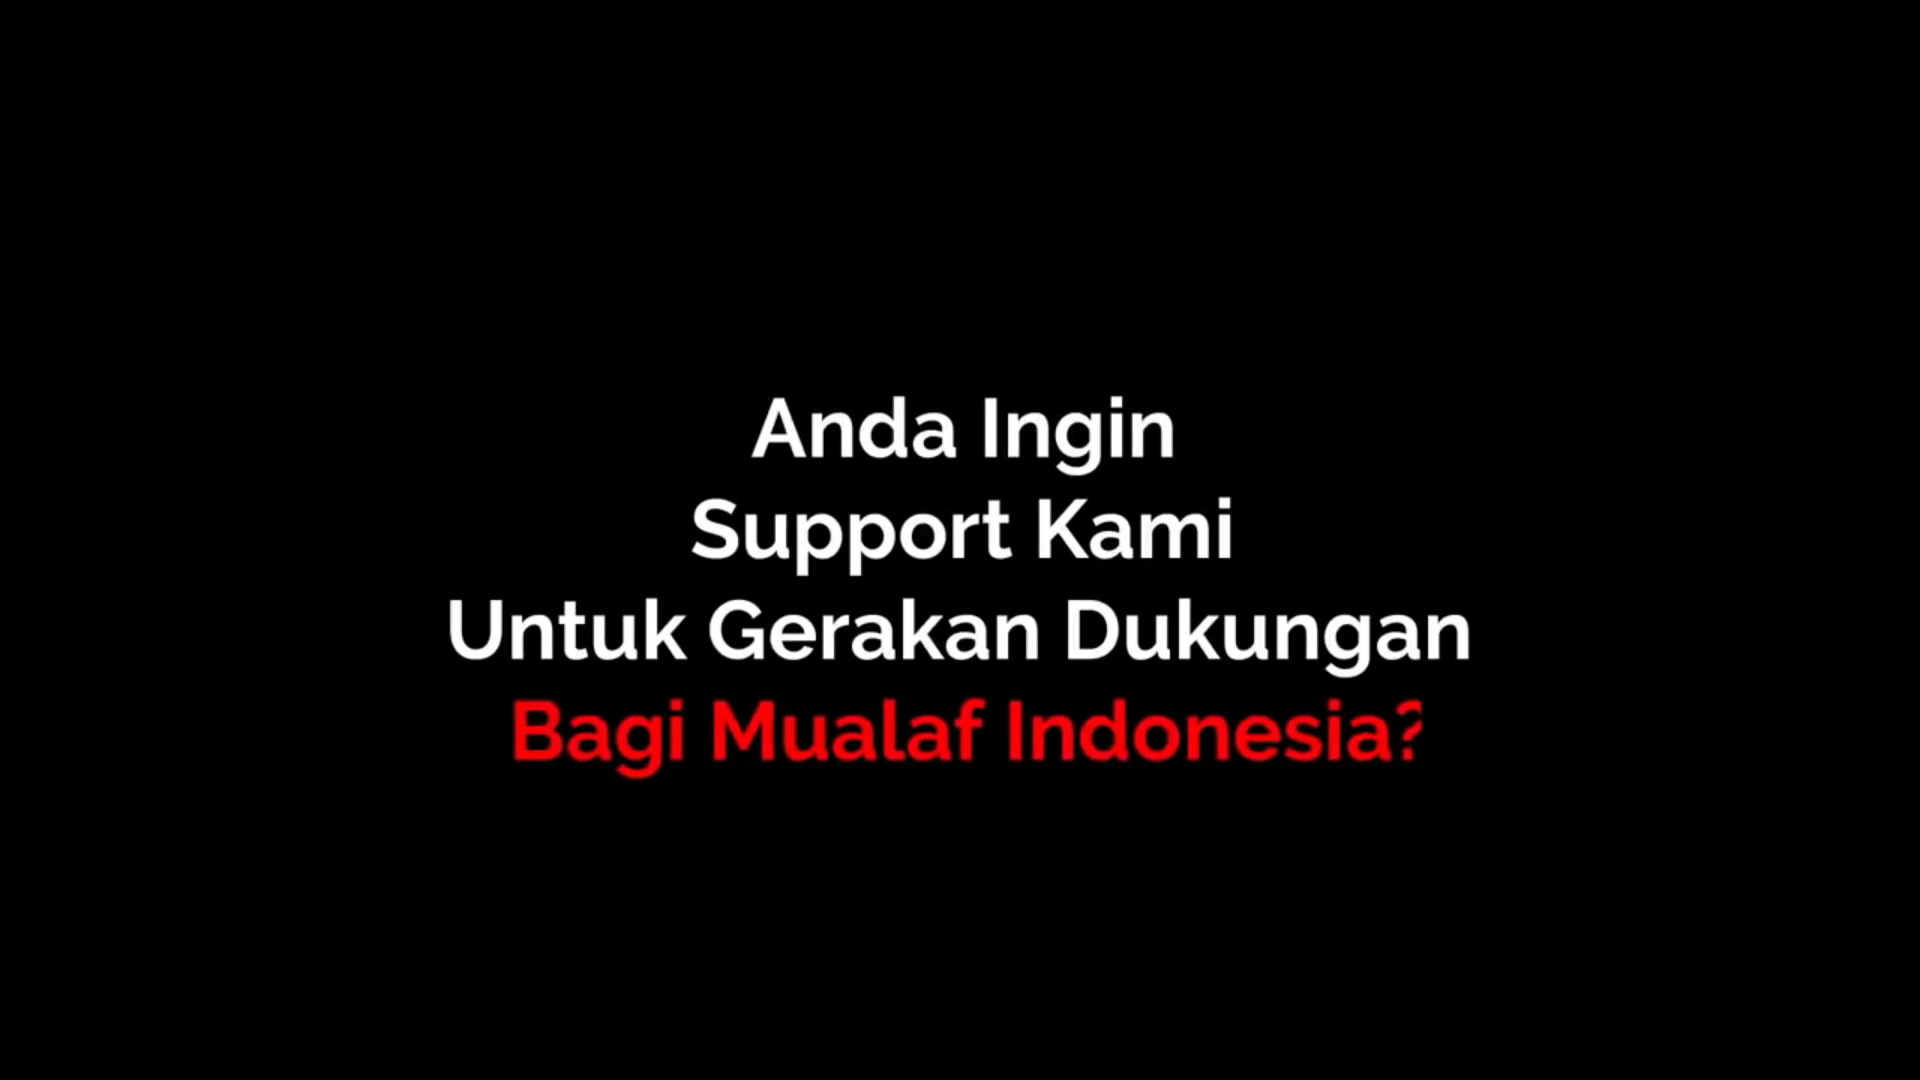 Anda Ingin
Support Kami
Untuk Gerakan Dukungan
Bagi Mualaf Indonesia?